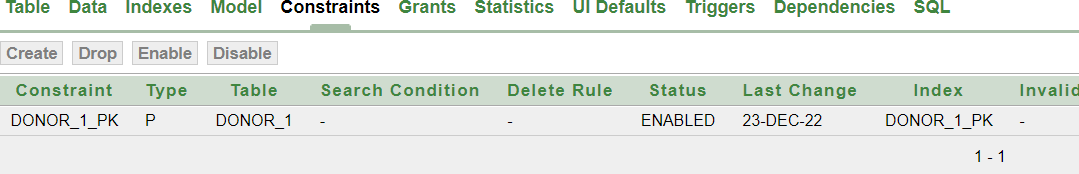 Table Data Indexes Model Constraints Grants Statistics UI Defaults Triggers Dependencies SQL
Create Drop Enable Disable
Constraint Type Table Search Condition Delete Rule Status Last Change Index Invalid
DONOR_1_PK P DONOR_1 - - ENABLED 23-DEC-22 DONOR_1_PK -
1 - 1